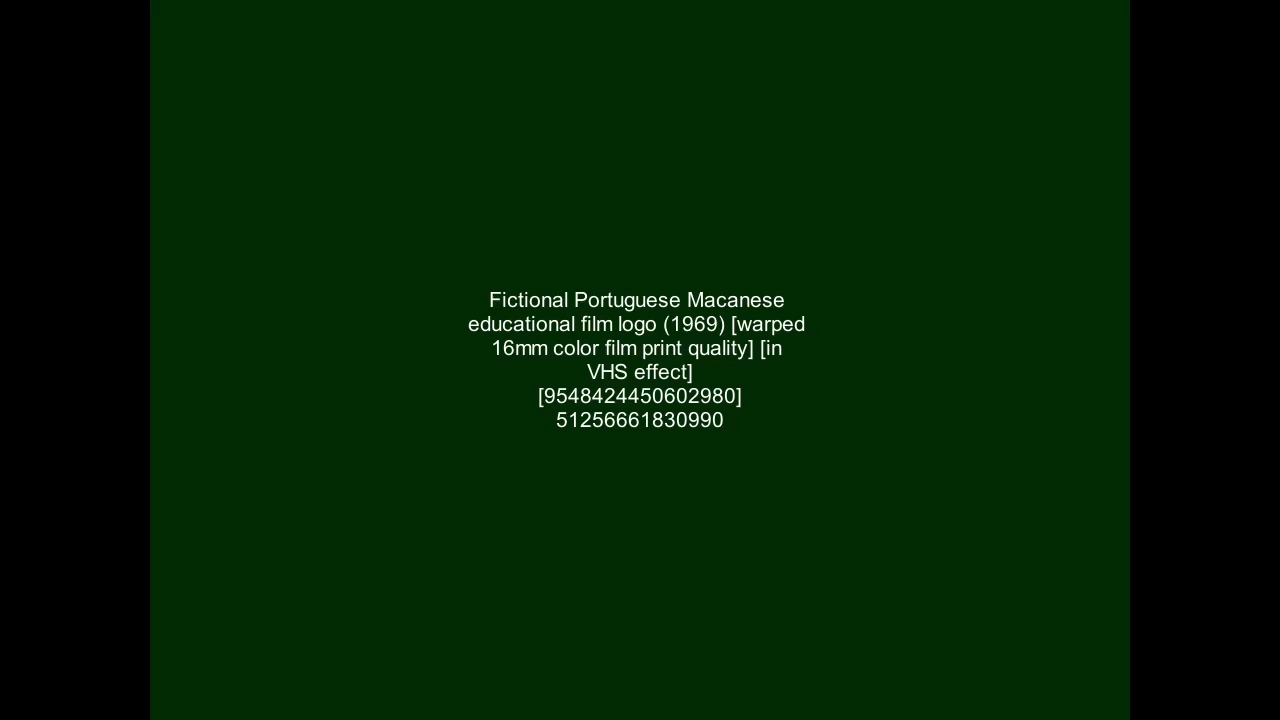 Fictional Portuguese Macanese
educational film logo (1969) [warped
16mm color film print quality] [in
VHS effect]
[9548424450602980]
51256661830990